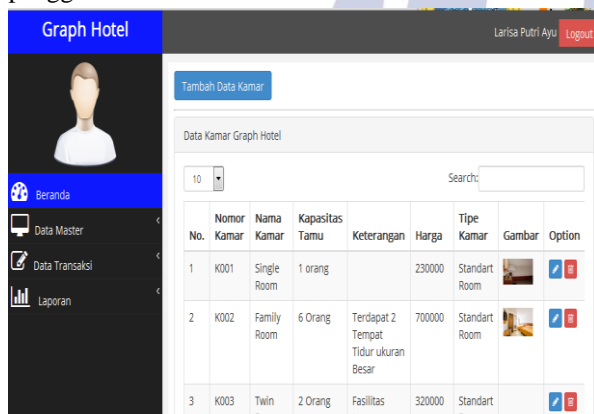 Graph Hotel
Larisa Putri Ayu Logout
Tambah Data Kamar
Data Kamar Graph Hotel
10 Search:
Beranda
Data Master
Data Transaksi
Laporan
No. Nomor Kamar Nama Kamar Kapasitas Tamu Keterangan Harga Tipe Kamar Gambar Option
1 K001 Single Room 1 orang 230000 Standart Room
2 K002 Family Room 6 Orang Terdapat 2 Tempat Tidur ukuran Besar 700000 Standart Room
3 K003 Twin 2 Orang Fasilitas 320000 Standart